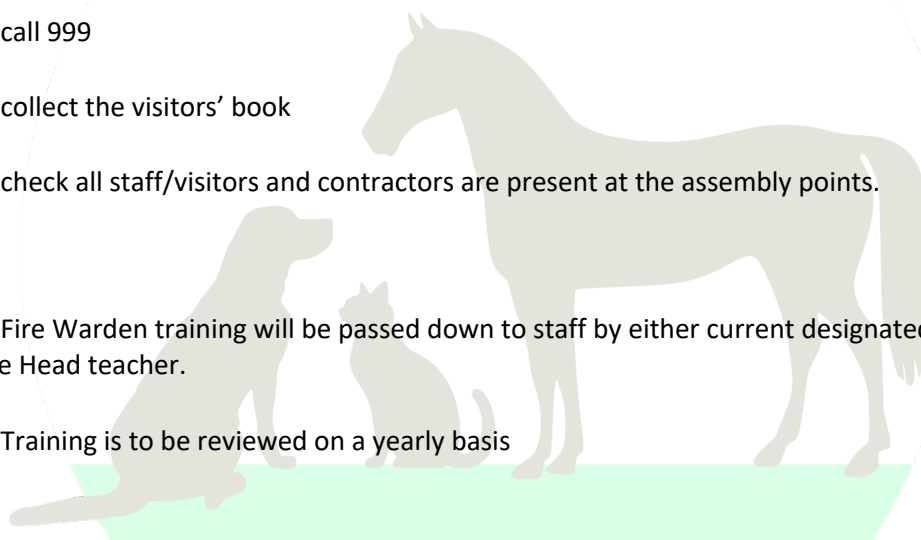 call 999
collect the visitors’ book
check all staff/visitors and contractors are present at the assembly points.
Fire Warden training will be passed down to staff by either current designated
e Head teacher.
Training is to be reviewed on a yearly basis